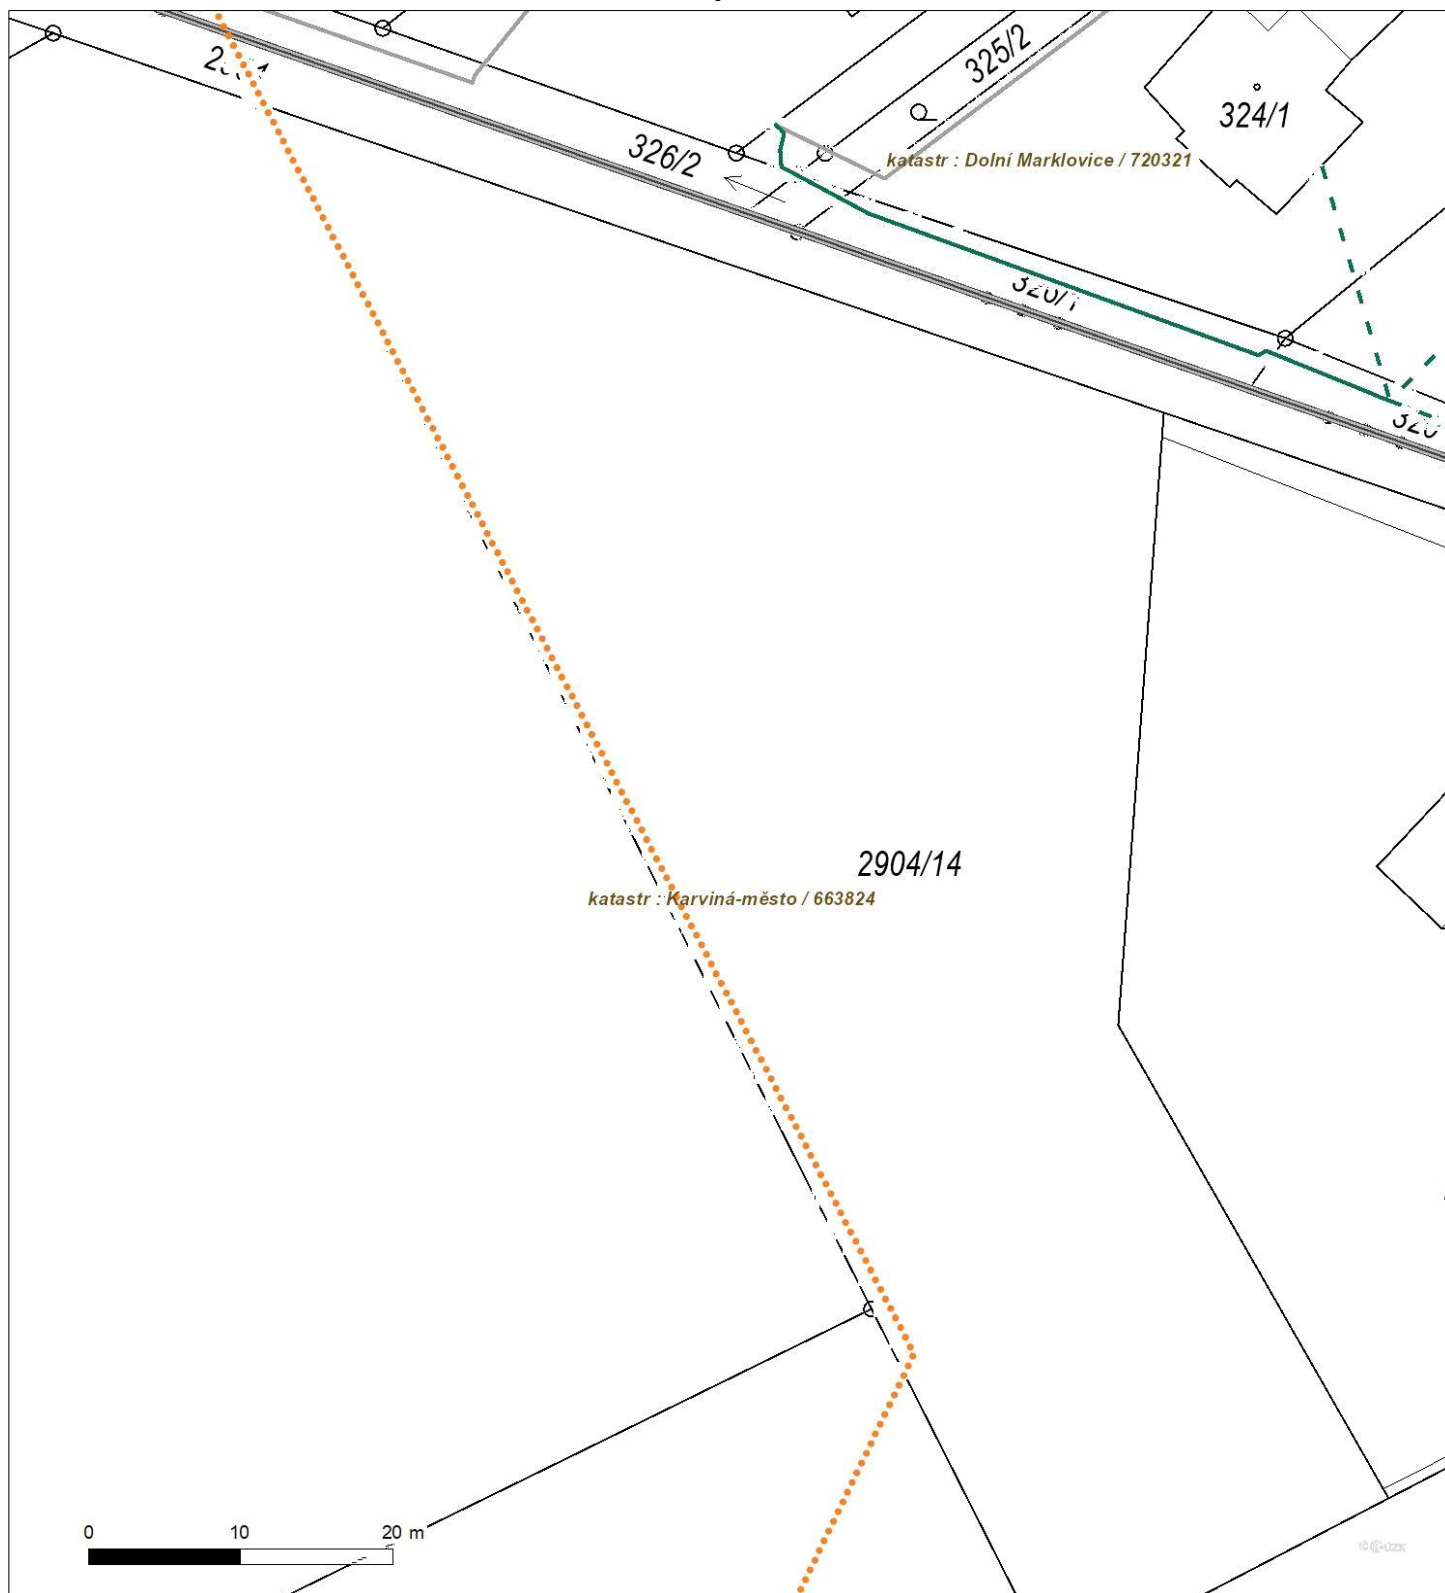 325/2
324/1
326/2
katastr : Dolní Marklovice / 720321
2904/14
katastr : Karviná-město / 663824
0 10 20 m